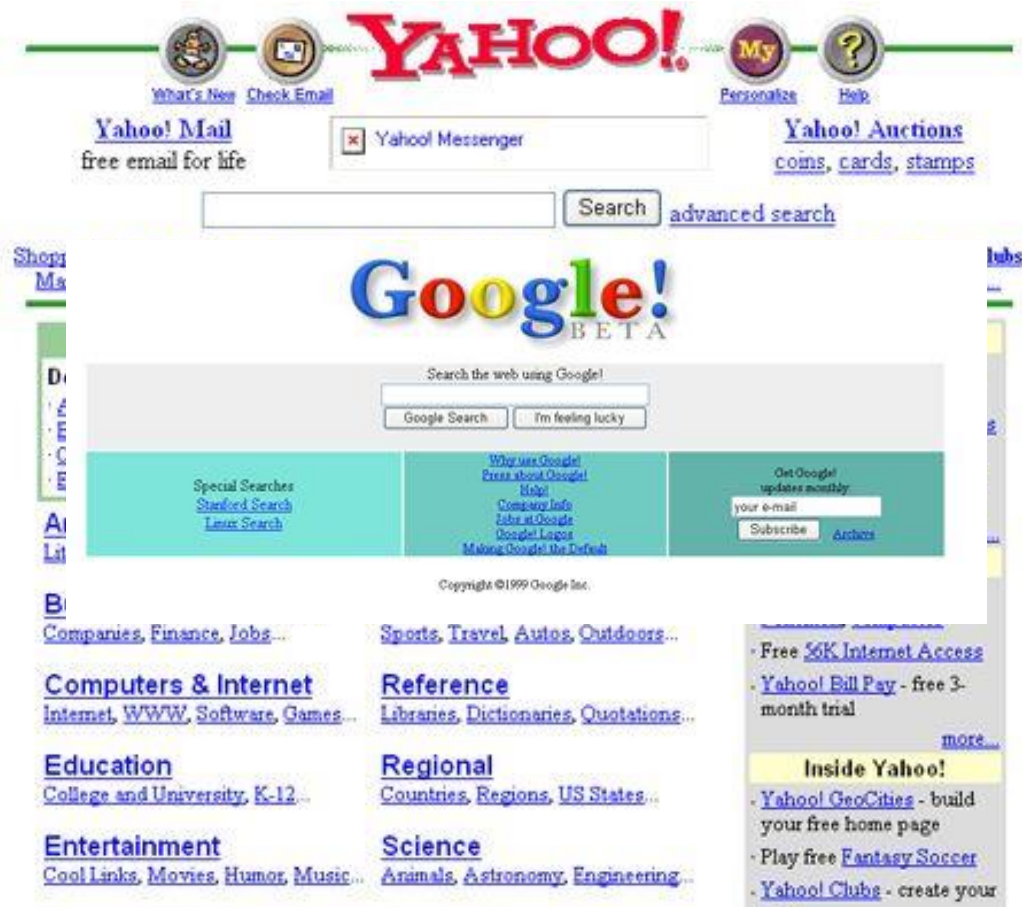 YAHOO!
My
?
What's New Check Email Personalize Help
Yahoo! Mail
free email for life
Yahoo! Messenger
Yahoo! Auctions
coins, cards, stamps
Search advanced search
Google!
BETA
Search the web using Google!
Google Search I'm feeling lucky
Special Searches
Stanford Search
Linux Search
Why use Google!
Press about Google!
Help!
Company Info
Jobs at Google
Google! Logos
Making Google! the Default
Get Google!
updates monthly:
your e-mail
Subscribe Archive
Copyright ©1999 Google Inc.
Companies, Finance, Jobs...
Sports, Travel, Autos, Outdoors...
Computers & Internet
Internet, WWW, Software, Games...
Reference
Libraries, Dictionaries, Quotations...
Education
College and University, K-12...
Regional
Countries, Regions, US States...
Entertainment
Cool Links, Movies, Humor, Music...
Science
Animals, Astronomy, Engineering...
· Free 56K Internet Access
· Yahoo! Bill Pay - free 3-
month trial
more...
Inside Yahoo!
· Yahoo! GeoCities - build
your free home page
· Play free Fantasy Soccer
· Yahoo! Clubs - create your